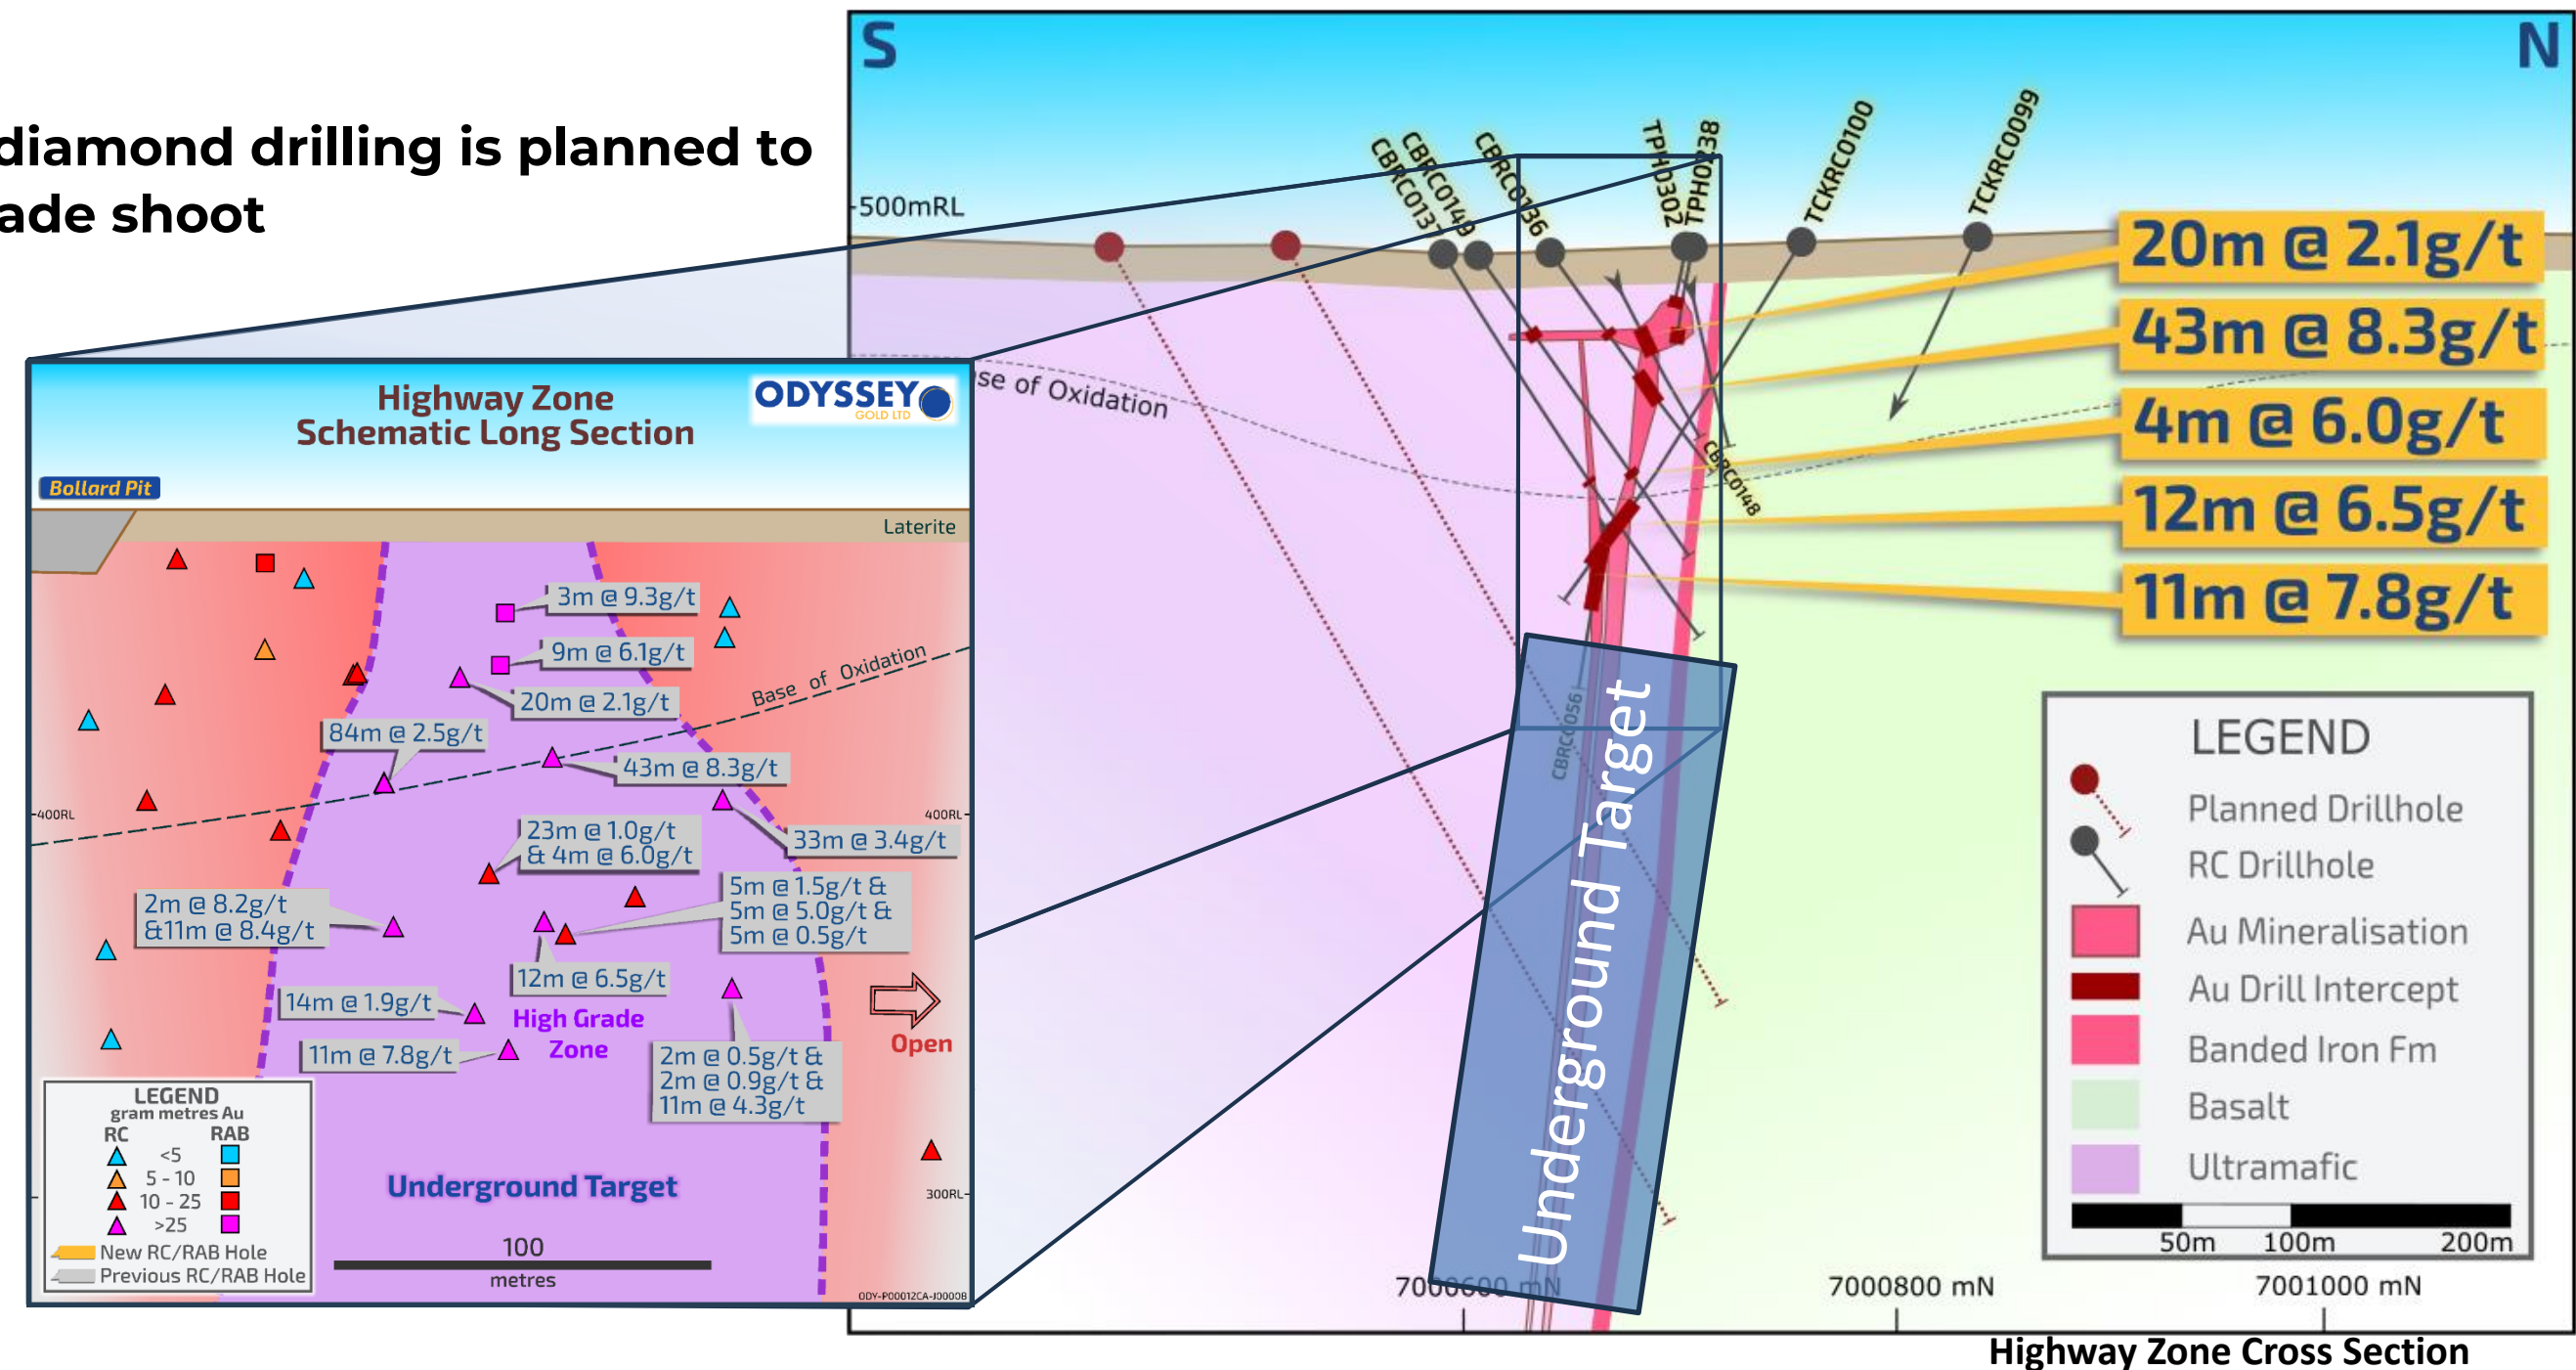 diamond drilling is planned to
ade shoot
S
N
500mRL
CBRC013
CBRC0149
CBRC0136
TPH0302
TPH0238
TCKRC0100
TCKRC0099
20m @ 2.1g/t
43m @ 8.3g/t
4m @ 6.0g/t
12m @ 6.5g/t
11m @ 7.8g/t
se of Oxidation
CBRC0148
CBRC0056
Underground Target
LEGEND
Planned Drillhole
RC Drillhole
Au Mineralisation
Au Drill Intercept
Banded Iron Fm
Basalt
Ultramafic
50m 100m 200m
7000600 mN
7000800 mN
7001000 mN
Highway Zone Cross Section
Highway Zone
Schematic Long Section
ODYSSEY
GOLD LTD
Bollard Pit
Laterite
3m @ 9.3g/t
9m @ 6.1g/t
20m @ 2.1g/t
Base of Oxidation
84m @ 2.5g/t
43m @ 8.3g/t
400RL
400RL
33m @ 3.4g/t
23m @ 1.0g/t
& 4m @ 6.0g/t
5m @ 1.5g/t &
5m @ 5.0g/t &
5m @ 0.5g/t
2m @ 8.2g/t
&11m @ 8.4g/t
12m @ 6.5g/t
14m @ 1.9g/t
High Grade
Zone
Open
11m @ 7.8g/t
2m @ 0.5g/t &
2m @ 0.9g/t &
11m @ 4.3g/t
Underground Target
300RL
LEGEND
gram metres Au
RC RAB
<5
5 - 10
10 - 25
>25
New RC/RAB Hole
Previous RC/RAB Hole
100
metres